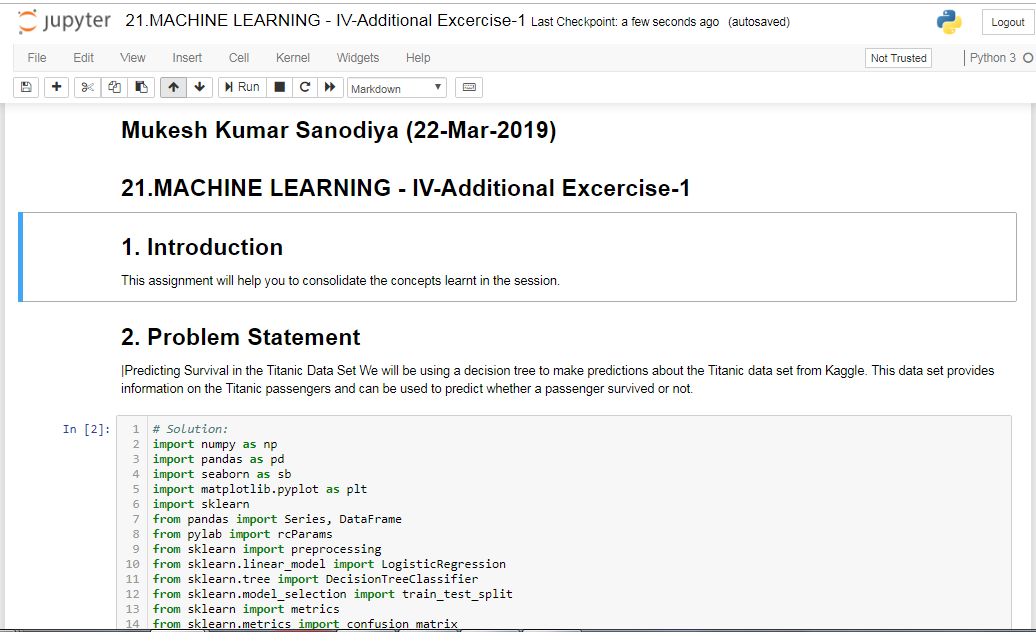 jupyter 21.MACHINE LEARNING - IV-Additional Excercise-1 Last Checkpoint: a few seconds ago (autosaved) Logout
File Edit View Insert Cell Kernel Widgets Help Not Trusted Python 3
Run Markdown
Mukesh Kumar Sanodiya (22-Mar-2019)
21.MACHINE LEARNING - IV-Additional Excercise-1
1. Introduction
This assignment will help you to consolidate the concepts learnt in the session.
2. Problem Statement
|Predicting Survival in the Titanic Data Set We will be using a decision tree to make predictions about the Titanic data set from Kaggle. This data set provides
information on the Titanic passengers and can be used to predict whether a passenger survived or not.
In [2]: 1 # Solution:
2 import numpy as np
3 import pandas as pd
4 import seaborn as sb
5 import matplotlib.pyplot as plt
6 import sklearn
7 from pandas import Series, DataFrame
8 from pylab import rcParams
9 from sklearn import preprocessing
10 from sklearn.linear_model import LogisticRegression
11 from sklearn.tree import DecisionTreeClassifier
12 from sklearn.model_selection import train_test_split
13 from sklearn import metrics
14 from sklearn.metrics import confusion_matrix